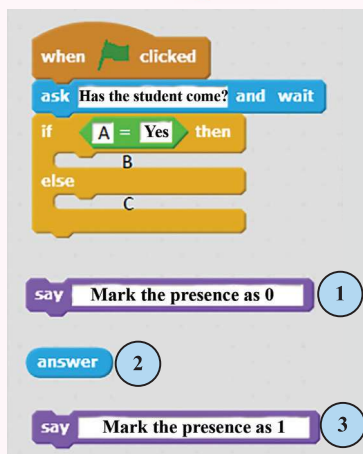 when clicked
ask Has the student come? and wait
if A = Yes then
B
else
C
say Mark the presence as 0 1
answer 2
say Mark the presence as 1 3